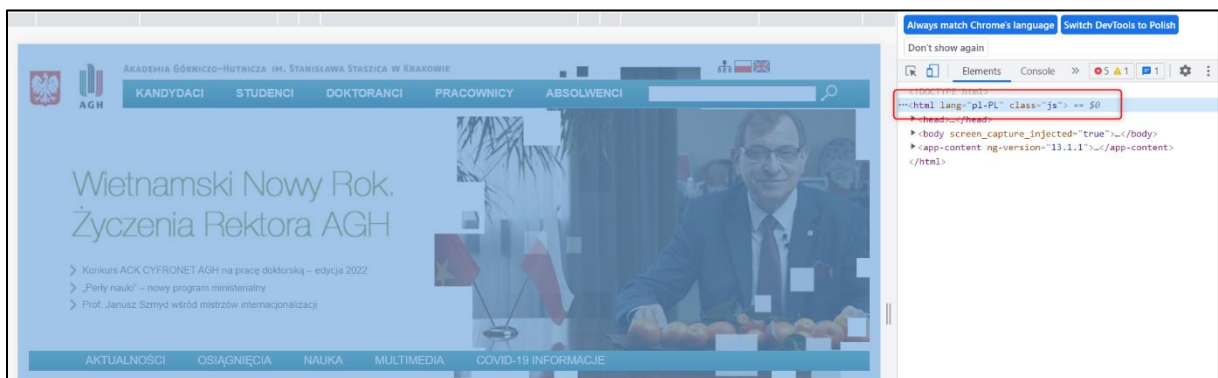 Akademia Górniczo-Hutnicza im. Stanisława Staszica w Krakowie
AGH
KANDYDACI STUDENCI DOKTORANCI PRACOWNICY ABSOLWENCI
Wietnamski Nowy Rok.
Życzenia Rektora AGH
Konkurs ACK CYFRONET AGH na pracę doktorską – edycja 2022
„Perły nauki” – nowy program ministerialny
Prof. Janusz Szmyd wśród mistrzów internacjonalizacji
AKTUALNOŚCI OSIĄGNIĘCIA NAUKA MULTIMEDIA COVID-19 INFORMACJE
Always match Chrome's language Switch DevTools to Polish
Don't show again
Elements Console » 5 1 1
<!DOCTYPE html>
···<html lang="pl-PL" class="js"> == $0
<head>…</head>
<body screen_capture_injected="true">…</body>
<app-content ng-version="13.1.1">…</app-content>
</html>